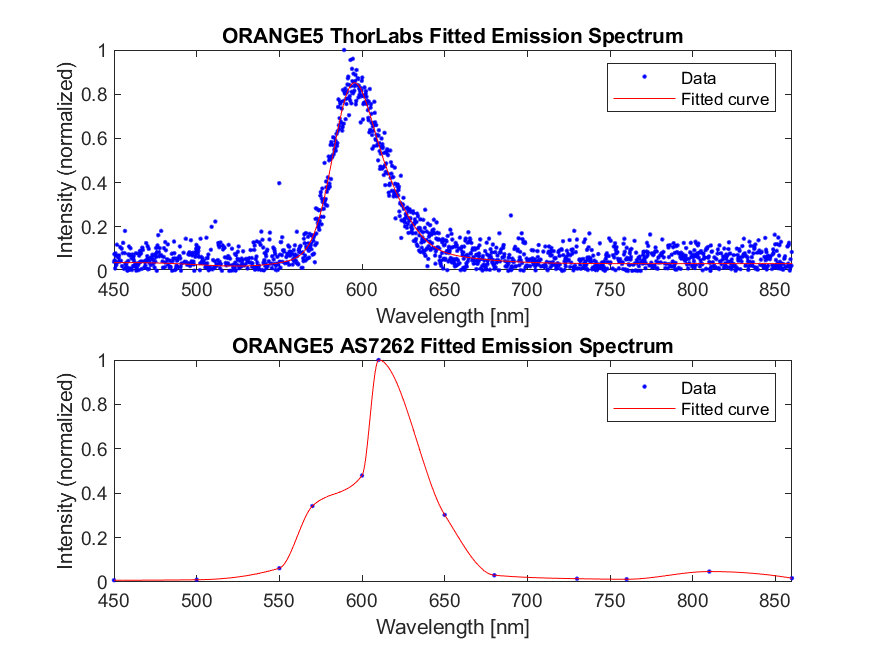 ORANGE5 ThorLabs Fitted Emission Spectrum
Intensity (normalized)
1
0.8
0.6
0.4
0.2
0
Data
Fitted curve
450 500 550 600 650 700 750 800 850
Wavelength [nm]
ORANGE5 AS7262 Fitted Emission Spectrum
Intensity (normalized)
1
0.8
0.6
0.4
0.2
0
Data
Fitted curve
450 500 550 600 650 700 750 800 850
Wavelength [nm]